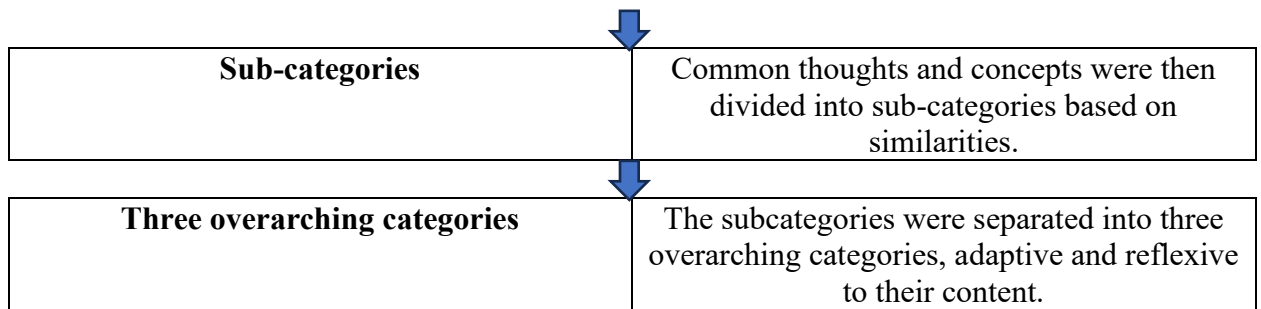 Sub-categories
Common thoughts and concepts were then
divided into sub-categories based on
similarities.
Three overarching categories
The subcategories were separated into three
overarching categories, adaptive and reflexive
to their content.